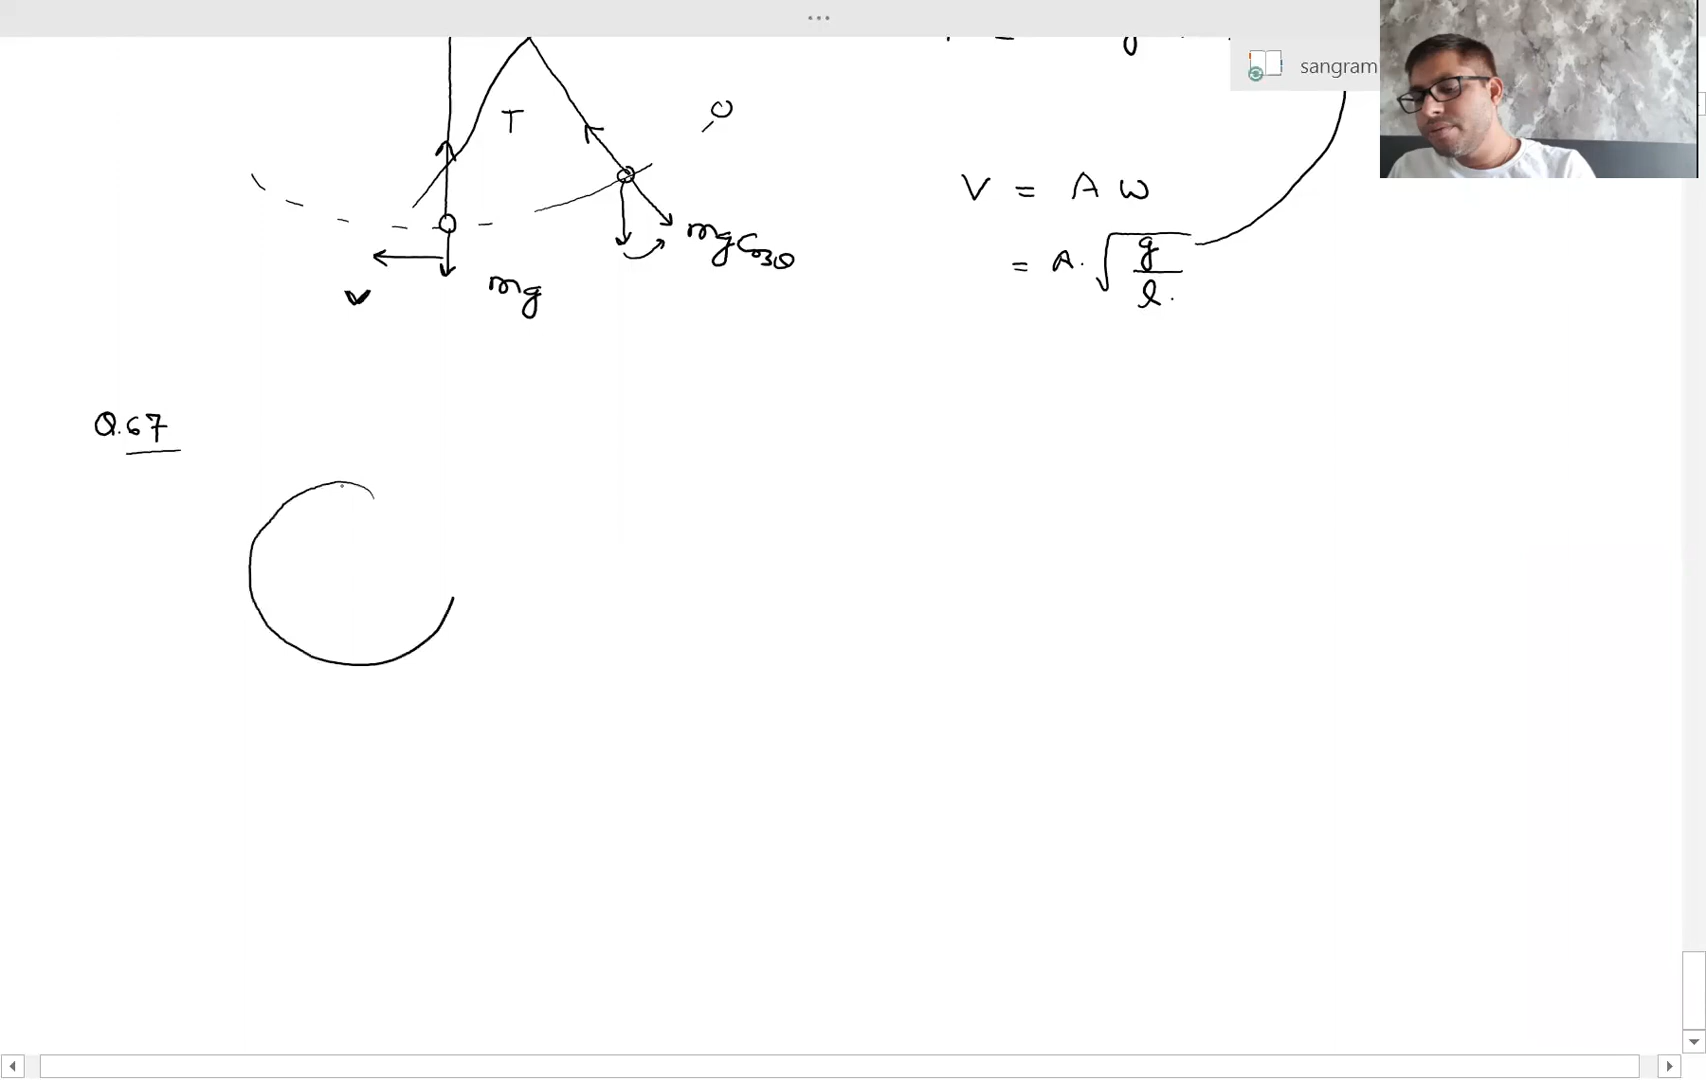 sangram
T
mg cos θ
V = A ω
= A. √ g / l.
v
mg
Q.67